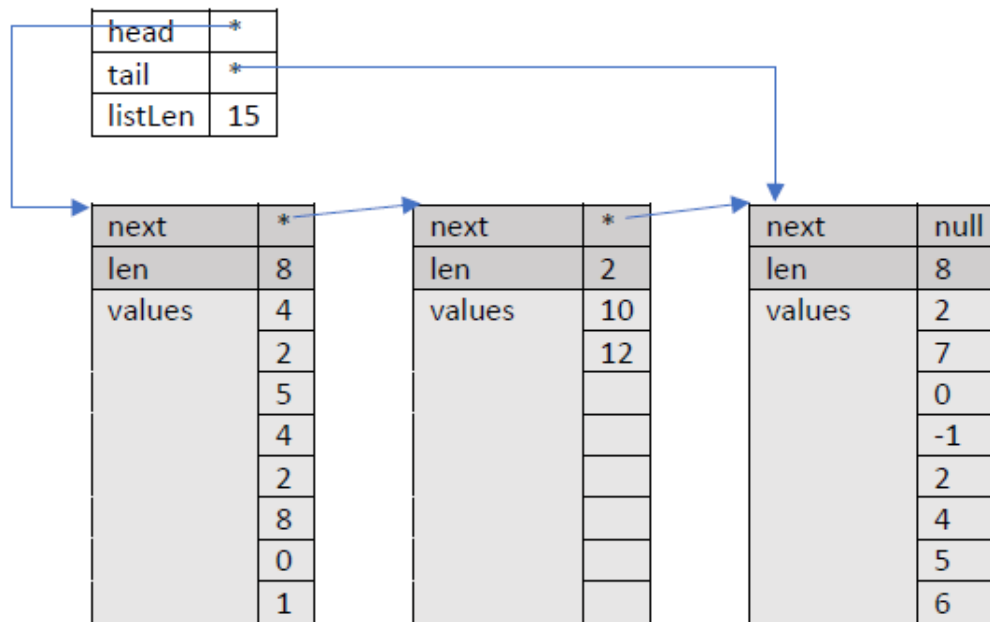 head *
tail *
listLen 15
next * next * next null
len 8 len 2 len 8
values 4 values 10 values 2
2 12 7
5 0
4 -1
2 2
8 4
0 5
1 6